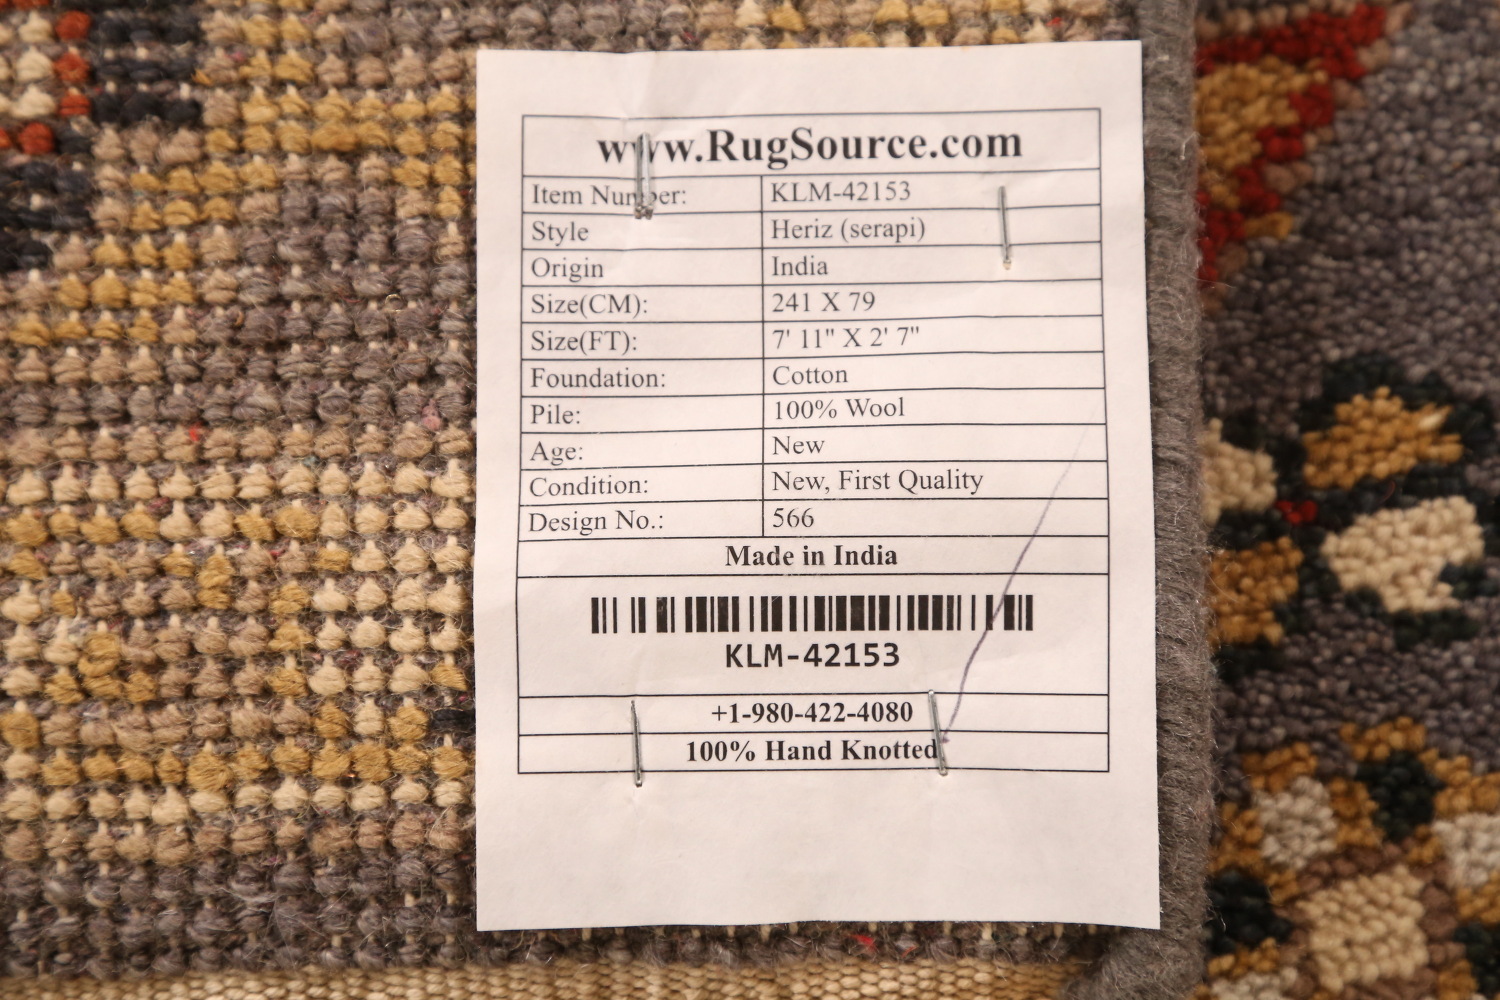 www.RugSource.com
Item Number: KLM-42153
Style Heriz (serapi)
Origin India
Size(CM): 241 X 79
Size(FT): 7' 11" X 2' 7"
Foundation: Cotton
Pile: 100% Wool
Age: New
Condition: New, First Quality
Design No.: 566
Made in India
KLM-42153
+1-980-422-4080
100% Hand Knotted